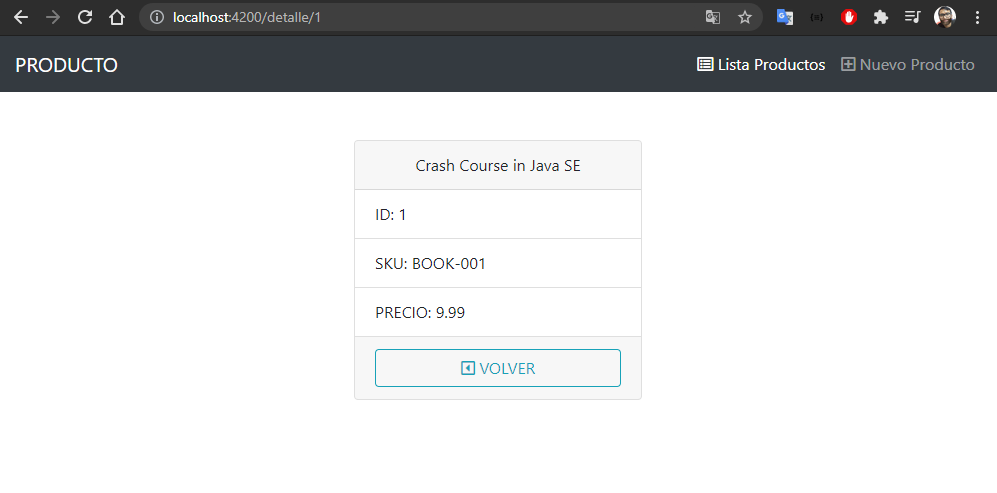 localhost:4200/detalle/1
PRODUCTO
Lista Productos
Nuevo Producto
Crash Course in Java SE
ID: 1
SKU: BOOK-001
PRECIO: 9.99
VOLVER